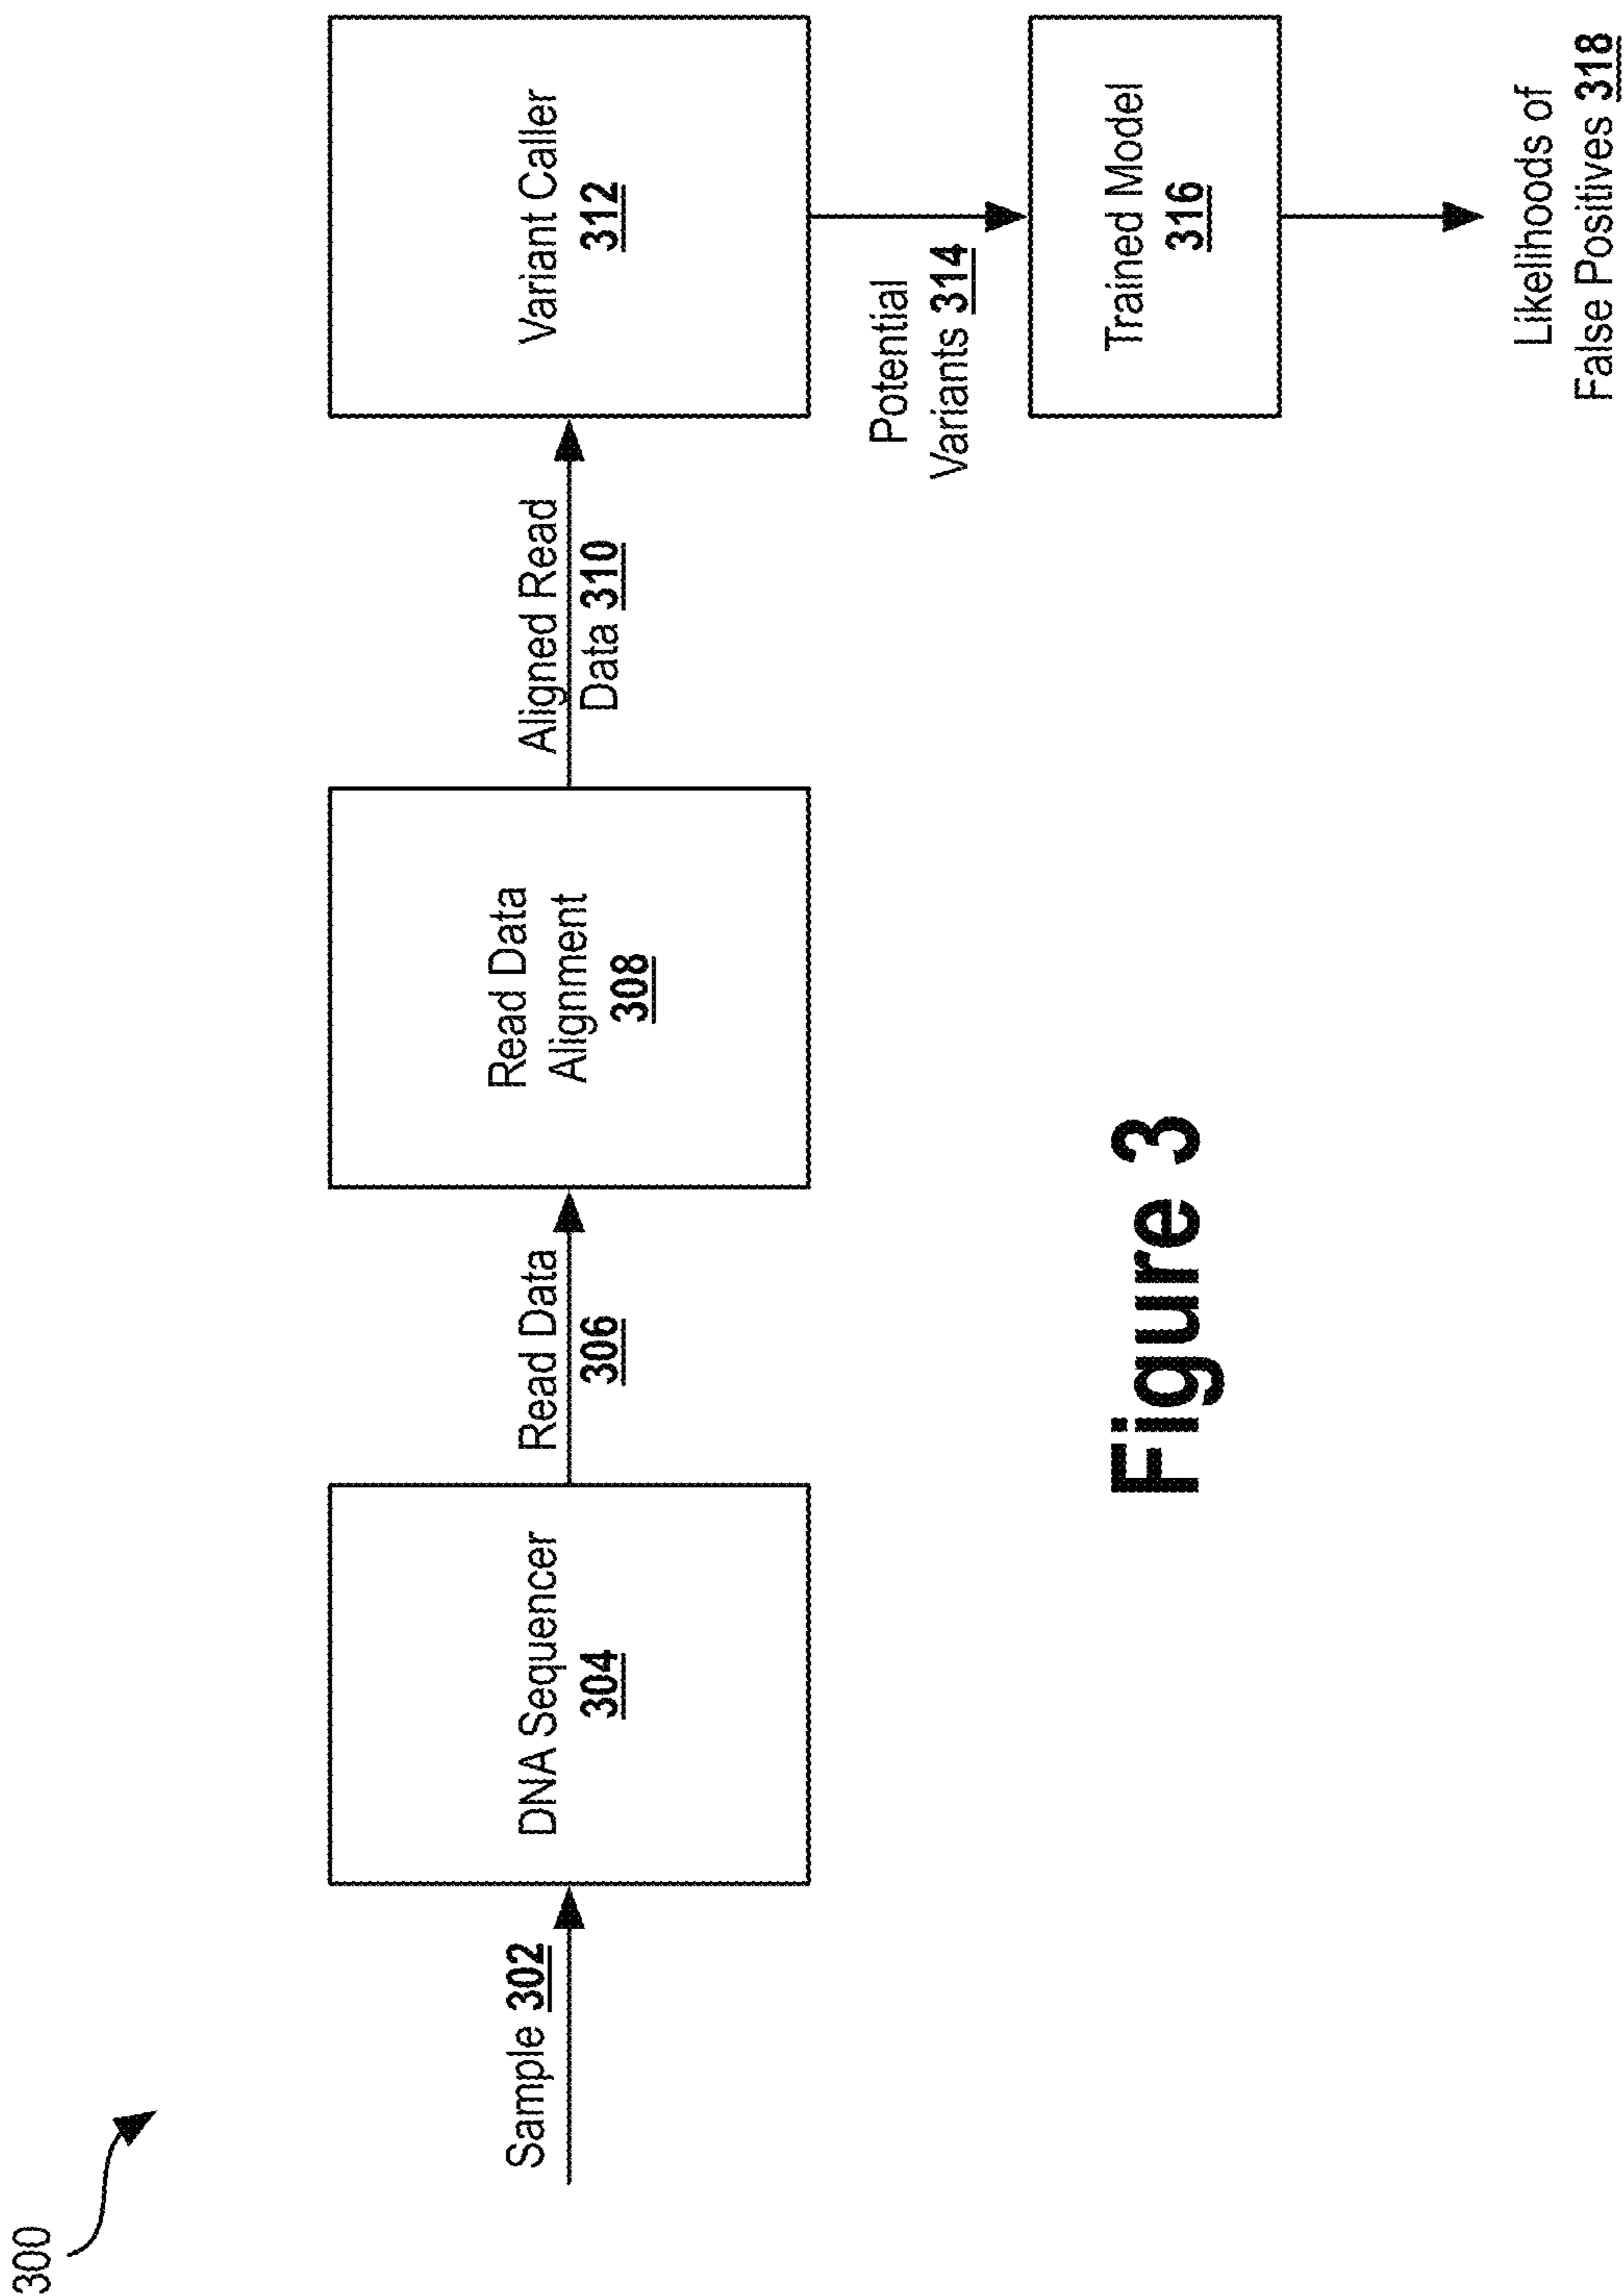 300
Sample 302
DNA Sequencer
304
Read Data
306
Read Data
Alignment
308
Aligned Read
Data 310
Variant Caller
312
Potential
Variants 314
Trained Model
316
Likelihoods of
False Positives 318
Figure 3